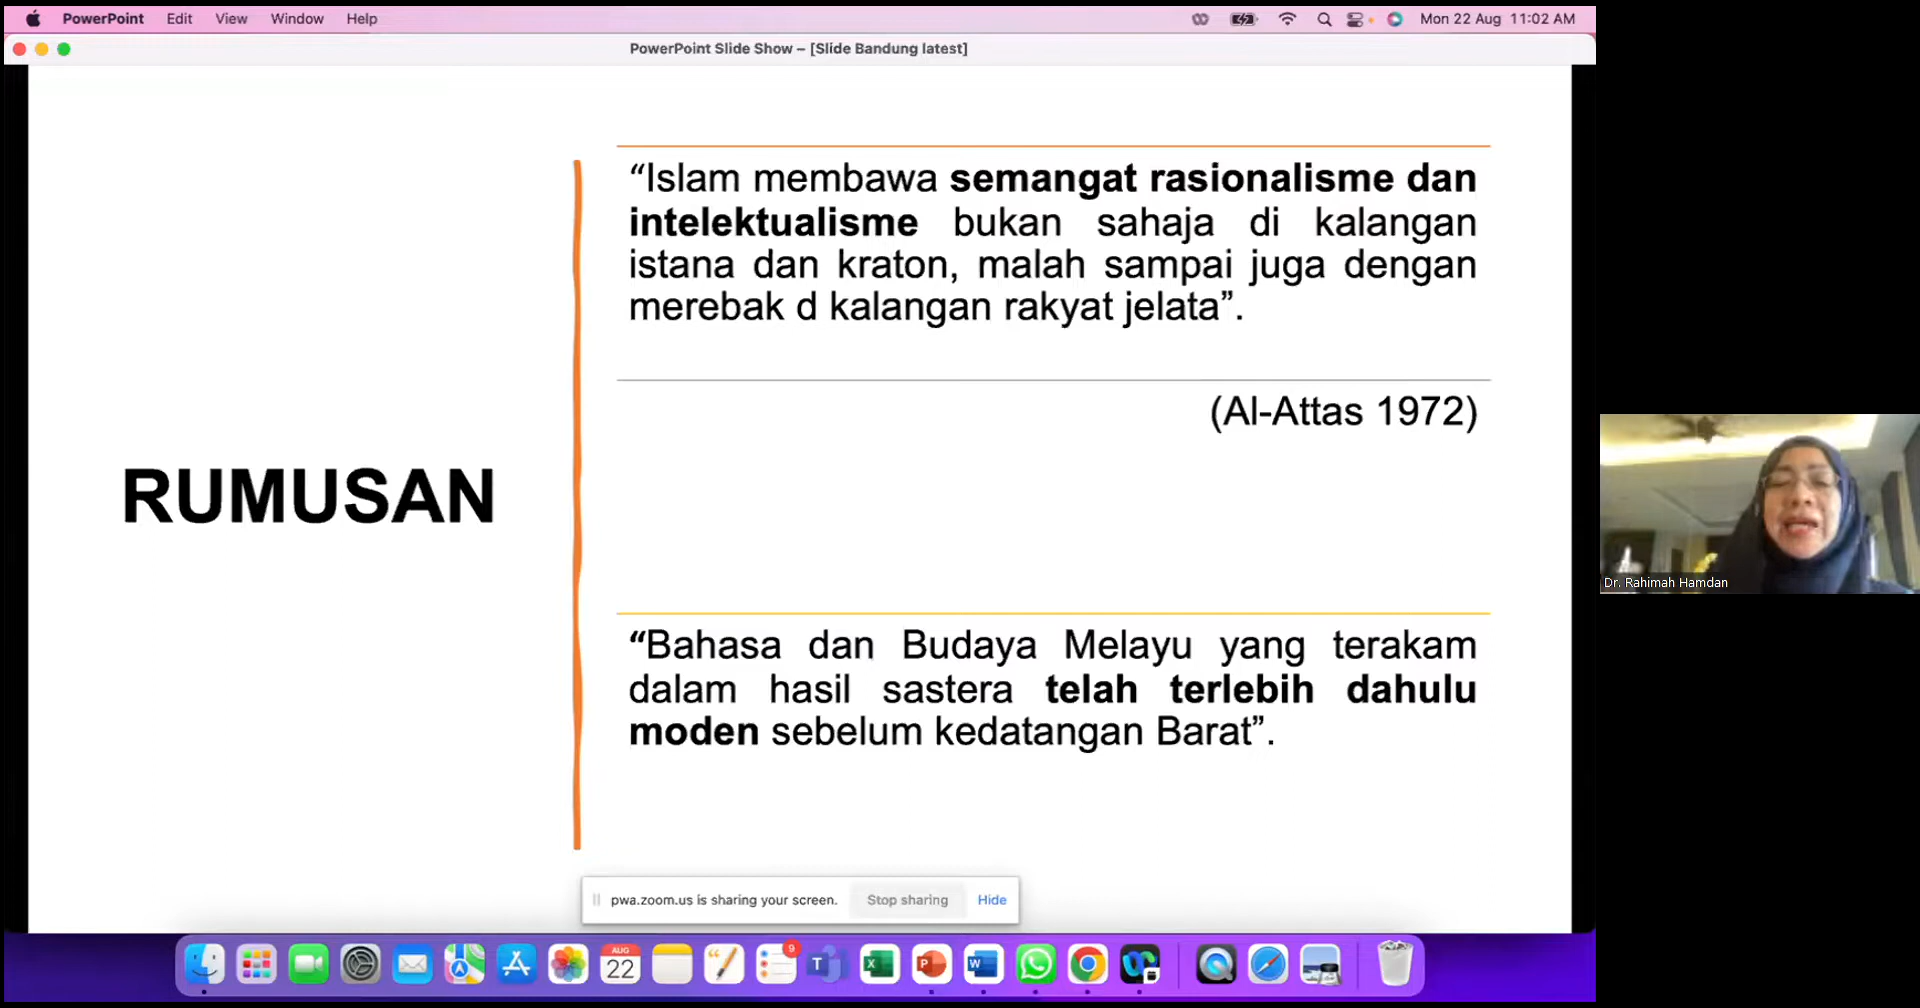 PowerPoint Edit View Window Help Mon 22 Aug 11:02 AM
PowerPoint Slide Show – [Slide Bandung latest]
RUMUSAN
“Islam membawa semangat rasionalisme dan
intelektualisme bukan sahaja di kalangan
istana dan kraton, malah sampai juga dengan
merebak d kalangan rakyat jelata”.
(Al-Attas 1972)
“Bahasa dan Budaya Melayu yang terakam
dalam hasil sastera telah terlebih dahulu
moden sebelum kedatangan Barat”.
Dr. Rahimah Hamdan
pwa.zoom.us is sharing your screen. Stop sharing Hide
AUG
22
9
T
X
P
W